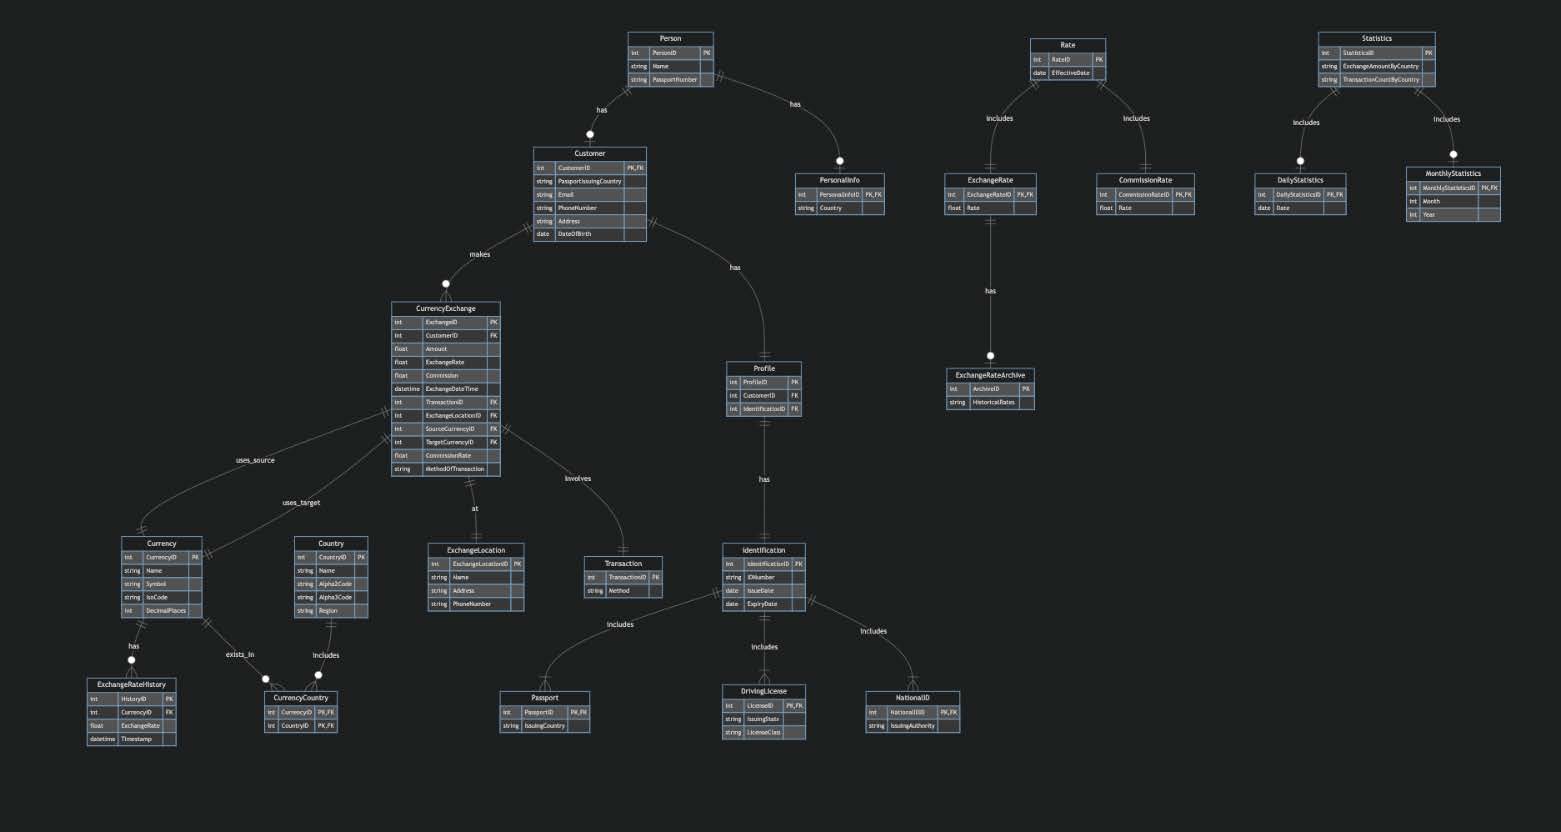 Person
int PersonID PK
string Name
string PassportNumber
Rate
int RateID PK
date EffectiveDate
Statistics
int StatisticsID PK
string ExchangeAmountByCountry
string TransactionCountByCountry
has
has
includes
includes
includes
includes
Customer
int CustomerID PK,FK
string PassportIssuingCountry
string Email
string PhoneNumber
string Address
date DateOfBirth
PersonalInfo
int PersonalInfoID PK,FK
string Country
ExchangeRate
int ExchangeRateID PK,FK
float Rate
CommissionRate
int CommissionRateID PK,FK
float Rate
DailyStatistics
int DailyStatisticsID PK,FK
date Date
MonthlyStatistics
int MonthlyStatisticsID PK,FK
int Month
int Year
makes
has
has
CurrencyExchange
int ExchangeID PK
int CustomerID FK
float Amount
float ExchangeRate
float Commission
datetime ExchangeDateTime
int TransactionID FK
int ExchangeLocationID FK
int SourceCurrencyID FK
int TargetCurrencyID FK
float CommissionRate
string MethodOfTransaction
Profile
int ProfileID PK
int CustomerID FK
int IdentificationID FK
ExchangeRateArchive
int ArchiveID PK
string HistoricalRates
uses_source
uses_target
at
involves
has
Currency
int CurrencyID PK
string Name
string Symbol
string IsoCode
int DecimalPlaces
Country
int CountryID PK
string Name
string Alpha2Code
string Alpha3Code
string Region
ExchangeLocation
int ExchangeLocationID PK
string Name
string Address
string PhoneNumber
Transaction
int TransactionID PK
string Method
Identification
int IdentificationID PK
string IDNumber
date IssueDate
date ExpiryDate
has
exists_in
includes
includes
includes
includes
ExchangeRateHistory
int HistoryID PK
int CurrencyID FK
float ExchangeRate
datetime Timestamp
CurrencyCountry
int CurrencyID PK,FK
int CountryID PK,FK
Passport
int PassportID PK,FK
string IssuingCountry
DrivingLicense
int LicenseID PK,FK
string IssuingState
string LicenseClass
NationalID
int NationalIDID PK,FK
string IssuingAuthority